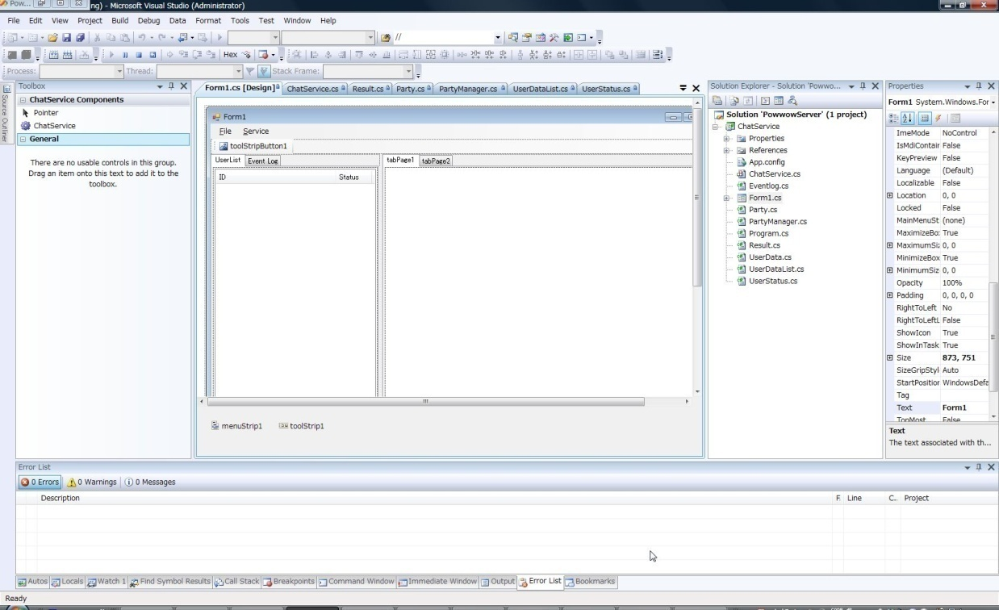 Pow... ng) - Microsoft Visual Studio (Administrator)
File Edit View Project Build Debug Data Format Tools Test Window Help
//
Hex
Process: Thread: Stack Frame:
Source Outliner
Toolbox
ChatService Components
Pointer
ChatService
General
There are no usable controls in this group.
Drag an item onto this text to add it to the
toolbox.
Form1.cs [Design] ChatService.cs Result.cs Party.cs PartyManager.cs UserDataList.cs UserStatus.cs
Form1
File Service
toolStripButton1
UserList Event Log tabPage1 tabPage2
ID Status
menuStrip1 toolStrip1
Solution Explorer - Solution 'Powwo...
Solution 'PowwowServer' (1 project)
ChatService
Properties
References
App.config
ChatService.cs
Eventlog.cs
Form1.cs
Party.cs
PartyManager.cs
Program.cs
Result.cs
UserData.cs
UserDataList.cs
UserStatus.cs
Properties
Form1 System.Windows.For
ImeMode NoControl
IsMdiContair False
KeyPreview False
Language (Default)
Localizable False
Location 0, 0
Locked False
MainMenuSt (none)
MaximizeBo: True
MaximumSi: 0, 0
MinimizeBox True
MinimumSiz 0, 0
Opacity 100%
Padding 0, 0, 0, 0
RightToLeft No
RightToLeftL False
ShowIcon True
ShowInTask True
Size 873, 751
SizeGripStyl Auto
StartPosition WindowsDefa
Tag
Text Form1
TopMost False
Text
The text associated with th...
Error List
0 Errors 0 Warnings 0 Messages
Description F. Line C.. Project
Autos Locals Watch 1 Find Symbol Results Call Stack Breakpoints Command Window Immediate Window Output Error List Bookmarks
Ready